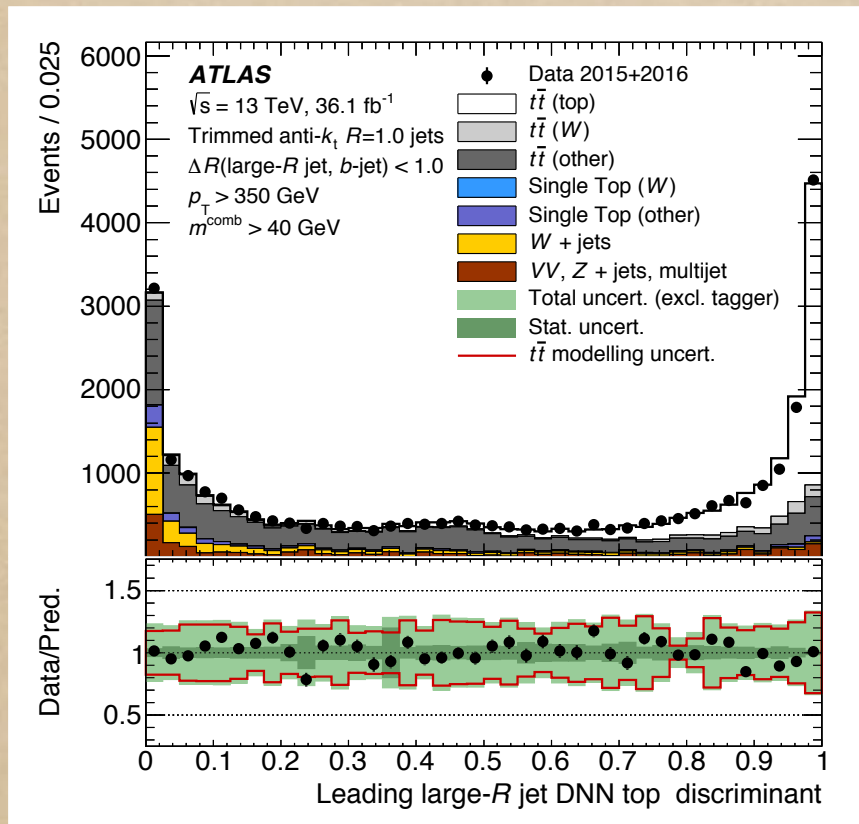 Events / 0.025
6000
5000
4000
3000
2000
1000
ATLAS
√s = 13 TeV, 36.1 fb⁻¹
Trimmed anti-kₜ R=1.0 jets
ΔR(large-R jet, b-jet) < 1.0
p_T > 350 GeV
m^comb > 40 GeV
Data 2015+2016
tt̄ (top)
tt̄ (W)
tt̄ (other)
Single Top (W)
Single Top (other)
W + jets
VV, Z + jets, multijet
Total uncert. (excl. tagger)
Stat. uncert.
tt̄ modelling uncert.
Data/Pred.
1.5
1
0.5
0 0.1 0.2 0.3 0.4 0.5 0.6 0.7 0.8 0.9 1
Leading large-R jet DNN top discriminant